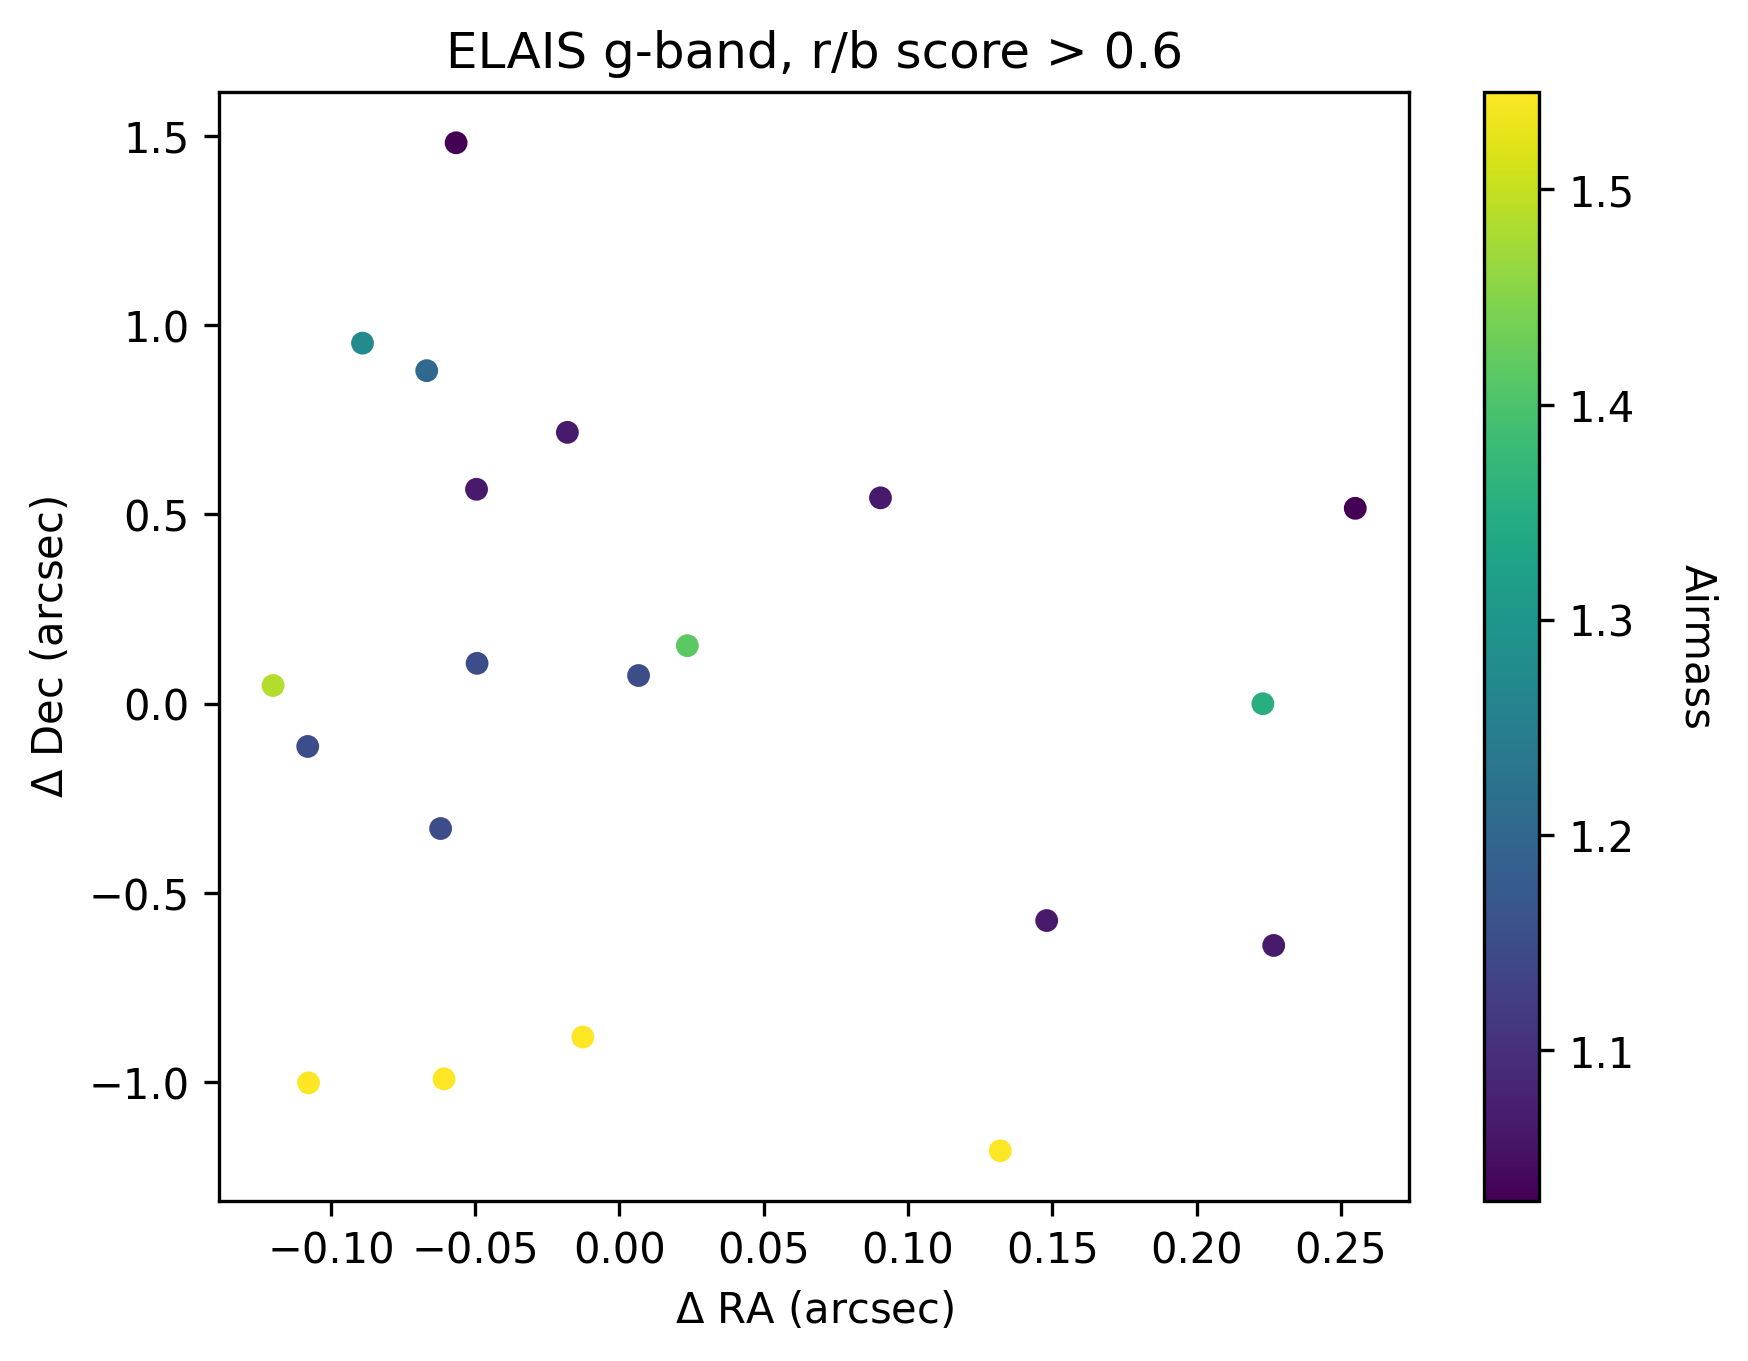 ELAIS g-band, r/b score > 0.6
1.5
1.0
0.5
0.0
−0.5
−1.0
Δ Dec (arcsec)
−0.10 −0.05 0.00 0.05 0.10 0.15 0.20 0.25
Δ RA (arcsec)
1.5
1.4
1.3
1.2
1.1
Airmass